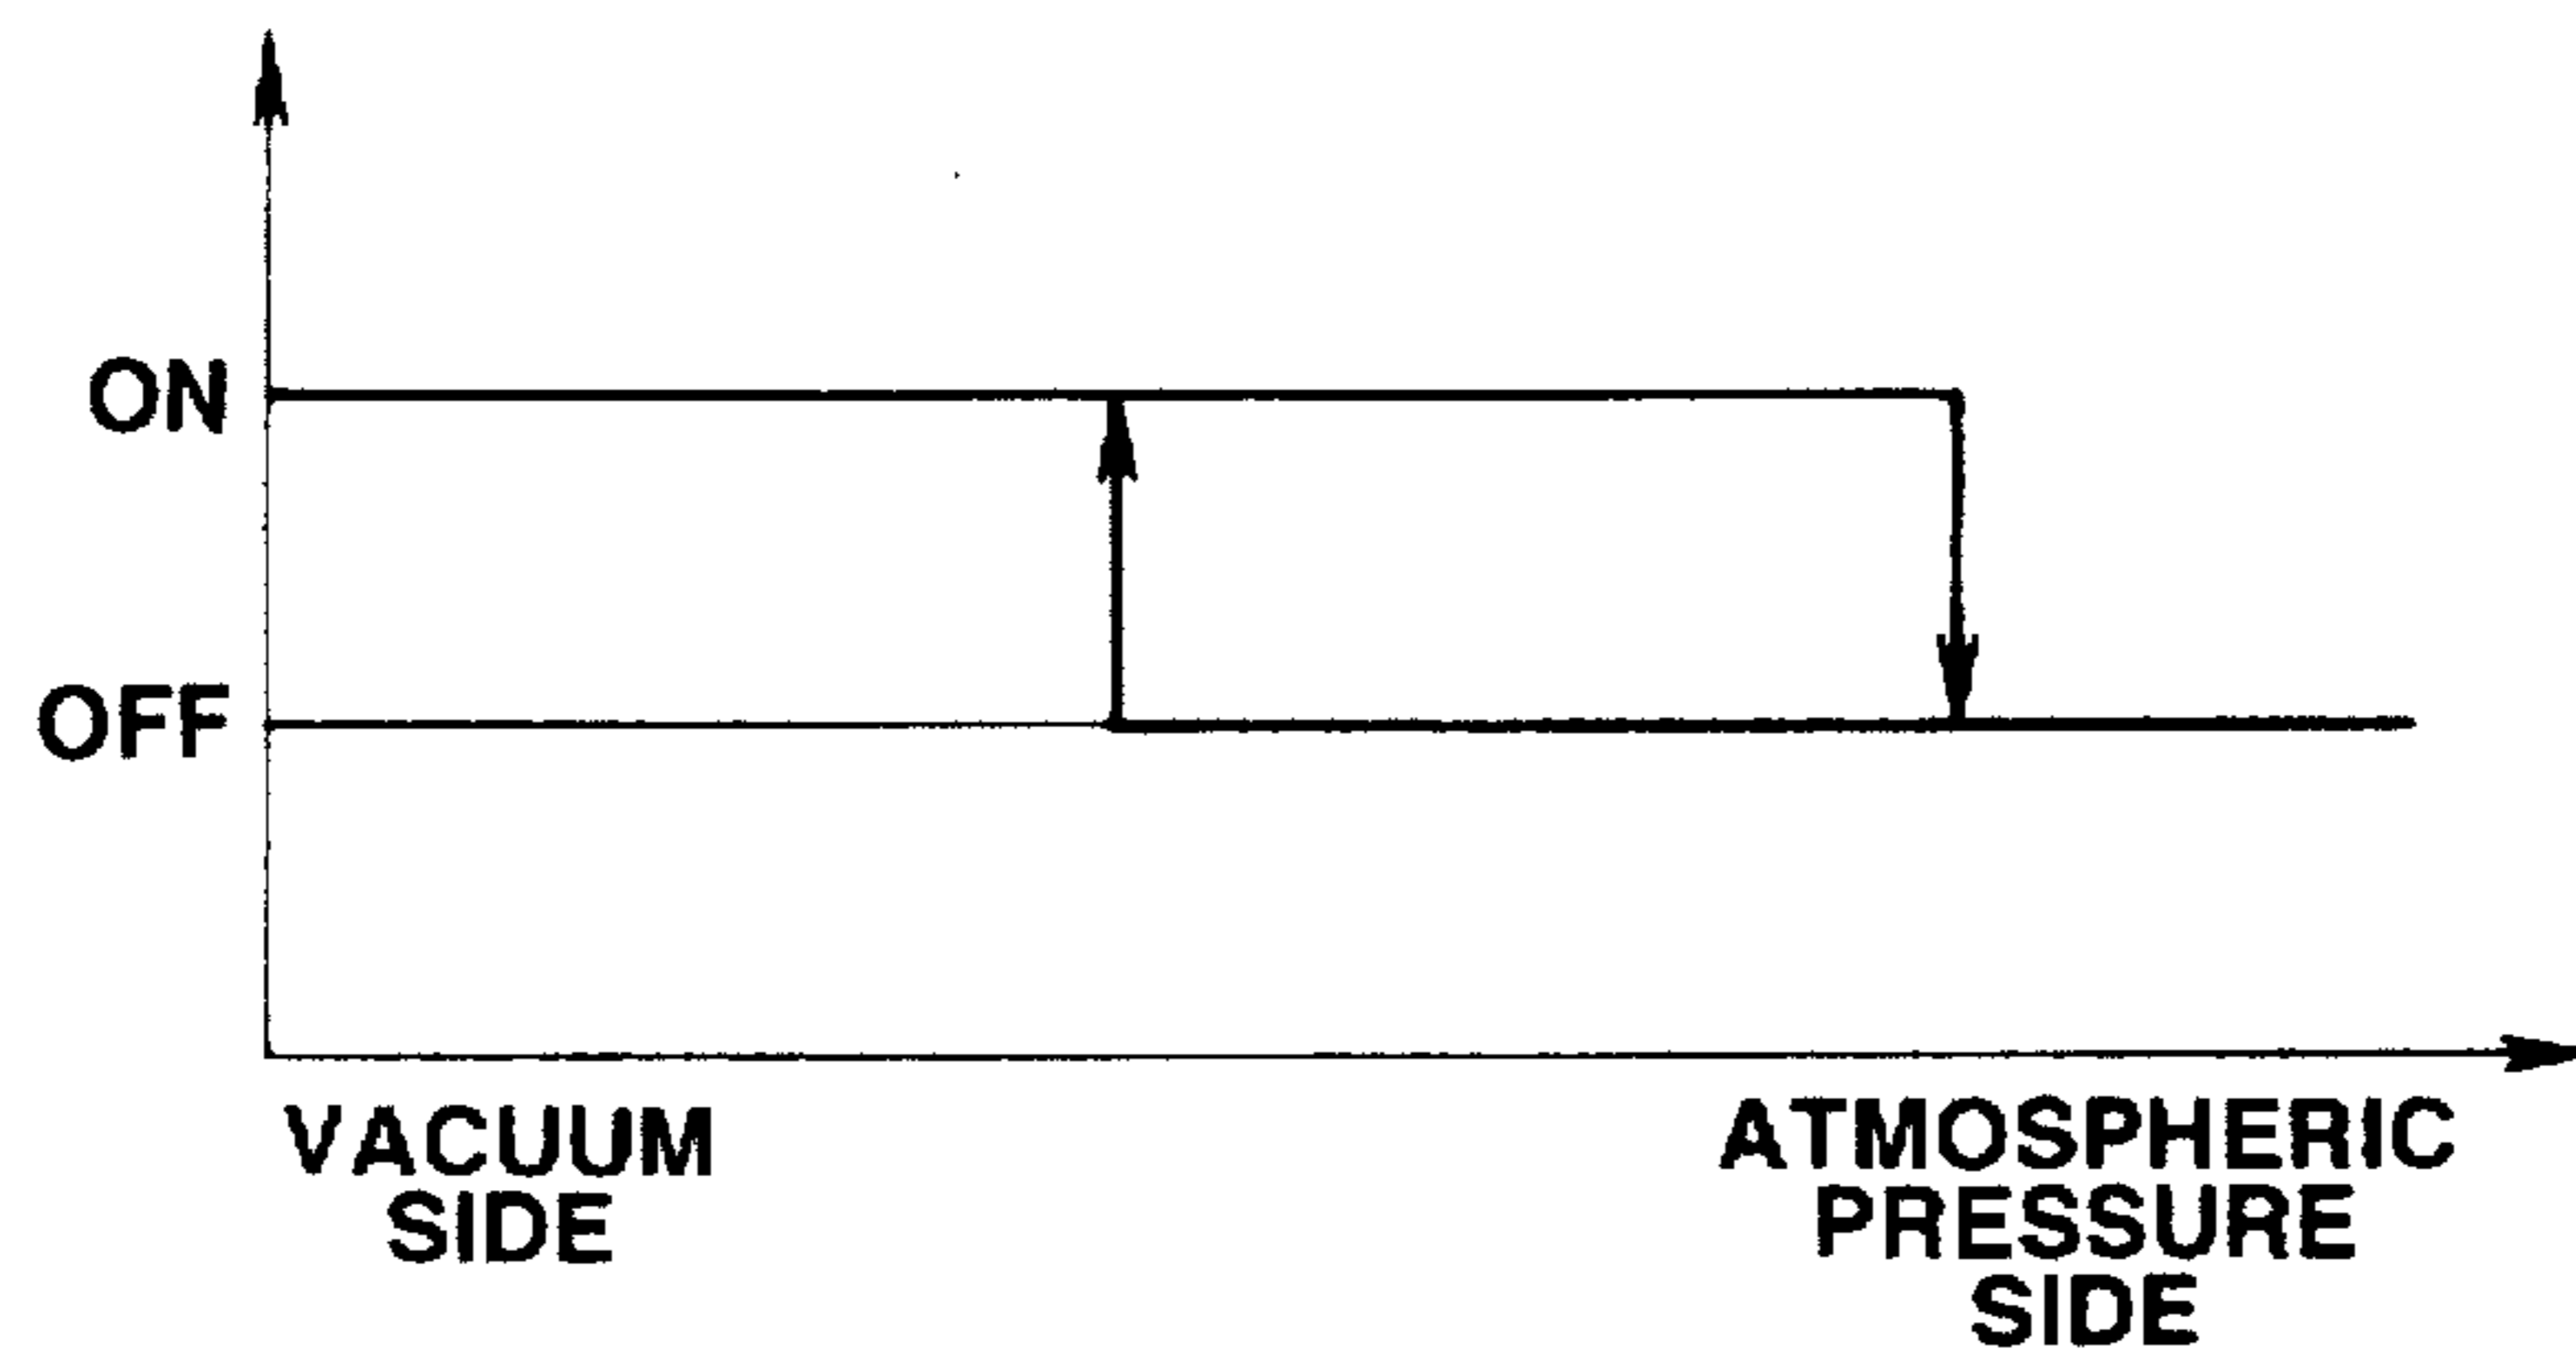 ON
OFF
VACUUM
SIDE
ATMOSPHERIC
PRESSURE
SIDE